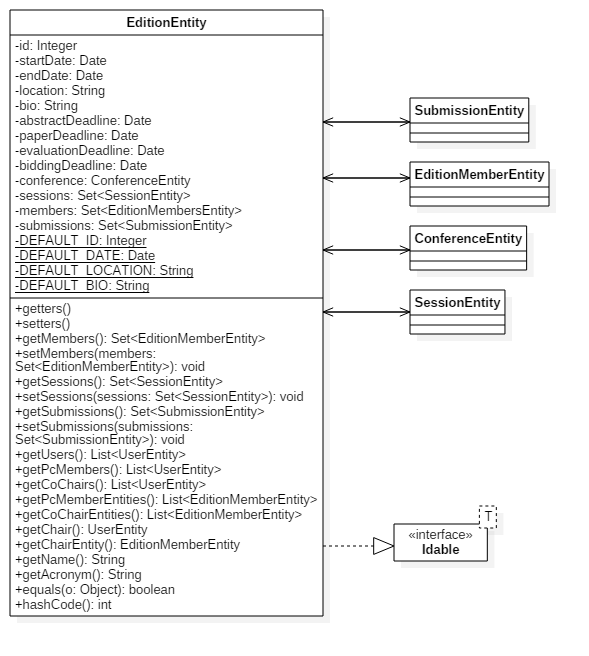 EditionEntity
-id: Integer
-startDate: Date
-endDate: Date
-location: String
-bio: String
-abstractDeadline: Date
-paperDeadline: Date
-evaluationDeadline: Date
-biddingDeadline: Date
-conference: ConferenceEntity
-sessions: Set<SessionEntity>
-members: Set<EditionMembersEntity>
-submissions: Set<SubmissionEntity>
-DEFAULT_ID: Integer
-DEFAULT_DATE: Date
-DEFAULT_LOCATION: String
-DEFAULT_BIO: String
+getters()
+setters()
+getMembers(): Set<EditionMemberEntity>
+setMembers(members:
Set<EditionMemberEntity>): void
+getSessions(): Set<SessionEntity>
+setSessions(sessions: Set<SessionEntity>): void
+getSubmissions(): Set<SubmissionEntity>
+setSubmissions(submissions:
Set<SubmissionEntity>): void
+getUsers(): List<UserEntity>
+getPcMembers(): List<UserEntity>
+getCoChairs(): List<UserEntity>
+getPcMemberEntities(): List<EditionMemberEntity>
+getCoChairEntities(): List<EditionMemberEntity>
+getChair(): UserEntity
+getChairEntity(): EditionMemberEntity
+getName(): String
+getAcronym(): String
+equals(o: Object): boolean
+hashCode(): int
SubmissionEntity
EditionMemberEntity
ConferenceEntity
SessionEntity
T
«interface»
Idable